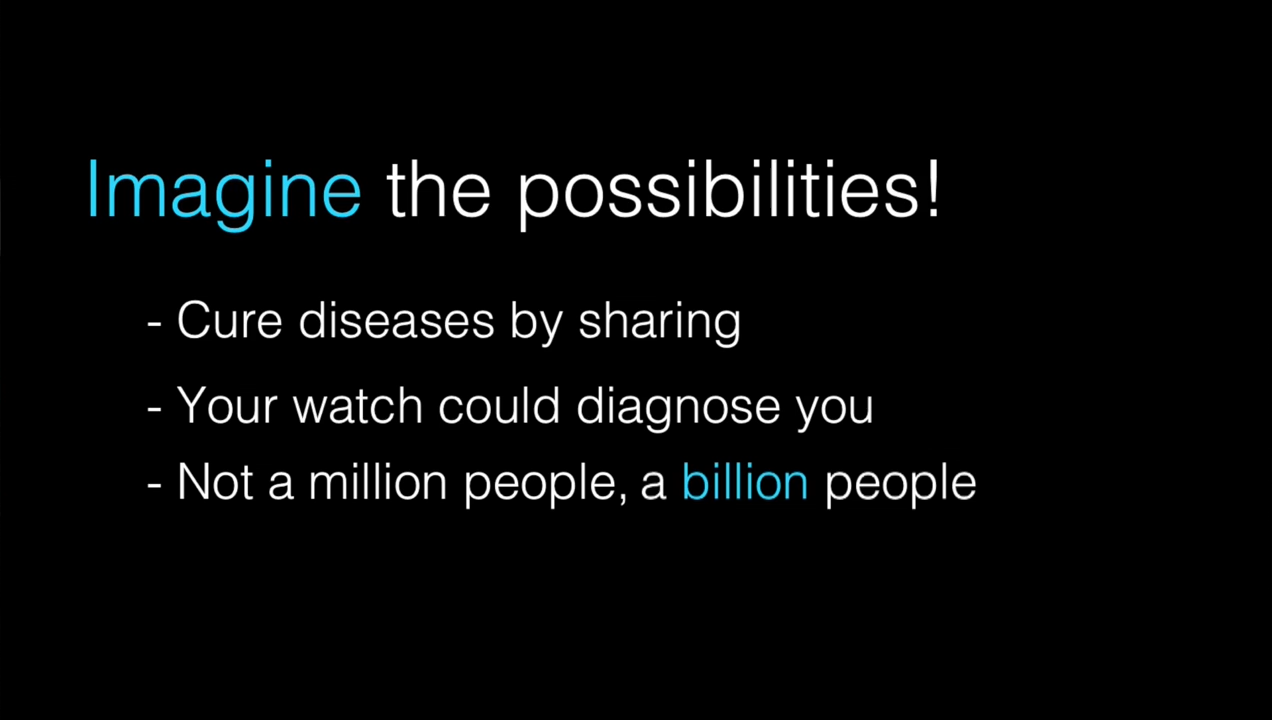 Imagine the possibilities!
- Cure diseases by sharing
- Your watch could diagnose you
- Not a million people, a billion people